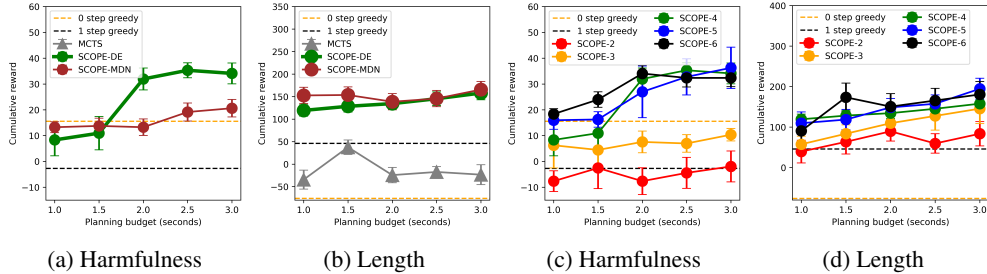 Cumulative reward
60
50
40
30
20
10
0
−10
0 step greedy
1 step greedy
MCTS
SCOPE-DE
SCOPE-MDN
1.0 1.5 2.0 2.5 3.0
Planning budget (seconds)
(a) Harmfulness
Cumulative reward
350
300
250
200
150
100
50
0
−50
0 step greedy
1 step greedy
MCTS
SCOPE-DE
SCOPE-MDN
1.0 1.5 2.0 2.5 3.0
Planning budget (seconds)
(b) Length
Cumulative reward
60
50
40
30
20
10
0
−10
0 step greedy
1 step greedy
SCOPE-2
SCOPE-3
SCOPE-4
SCOPE-5
SCOPE-6
1.0 1.5 2.0 2.5 3.0
Planning budget (seconds)
(c) Harmfulness
Cumulative reward
400
300
200
100
0
0 step greedy
1 step greedy
SCOPE-2
SCOPE-3
SCOPE-4
SCOPE-5
SCOPE-6
1.0 1.5 2.0 2.5 3.0
Planning budget (seconds)
(d) Length